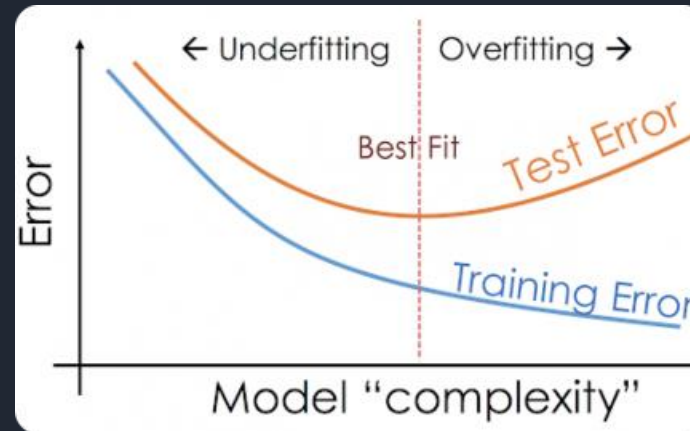 ← Underfitting
Overfitting →
Best Fit
Test Error
Training Error
Error
Model “complexity”